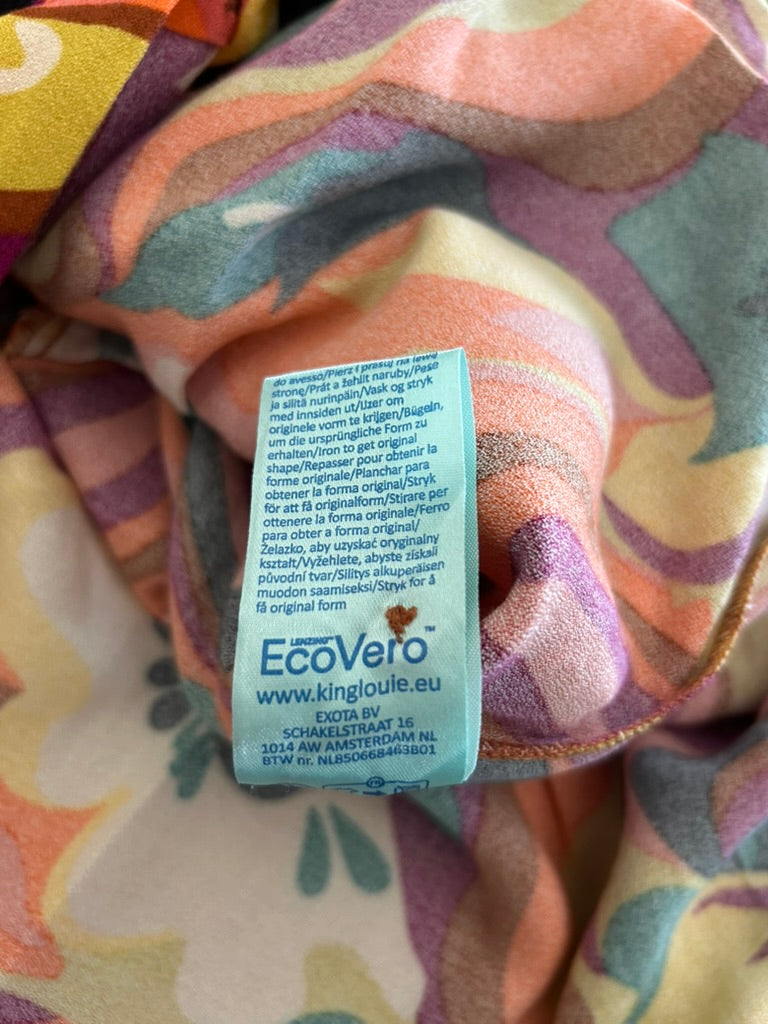 do avesso/Pierz i prasuj na lewą
stronę/Prát a žehlit naruby/Pese
ja silitä nurinpäin/Vask og stryk
med innsiden ut/IJzer om
originele vorm te krijgen/Bügeln,
um die ursprüngliche Form zu
erhalten/Iron to get original
shape/Repasser pour obtenir la
forme originale/Planchar para
obtener la forma original/Stryk
för att få originalform/Stirare per
ottenere la forma originale/Ferro
para obter a forma original/
Żelazko, aby uzyskać oryginalny
kształt/Vyžehlete, abyste získali
původní tvar/Silitys alkuperäisen
muodon saamiseksi/Stryk for å
få original form
LENZING™
EcoVero™
www.kinglouie.eu
EXOTA BV
SCHAKELSTRAAT 16
1014 AW AMSTERDAM NL
BTW nr. NL850668463B01